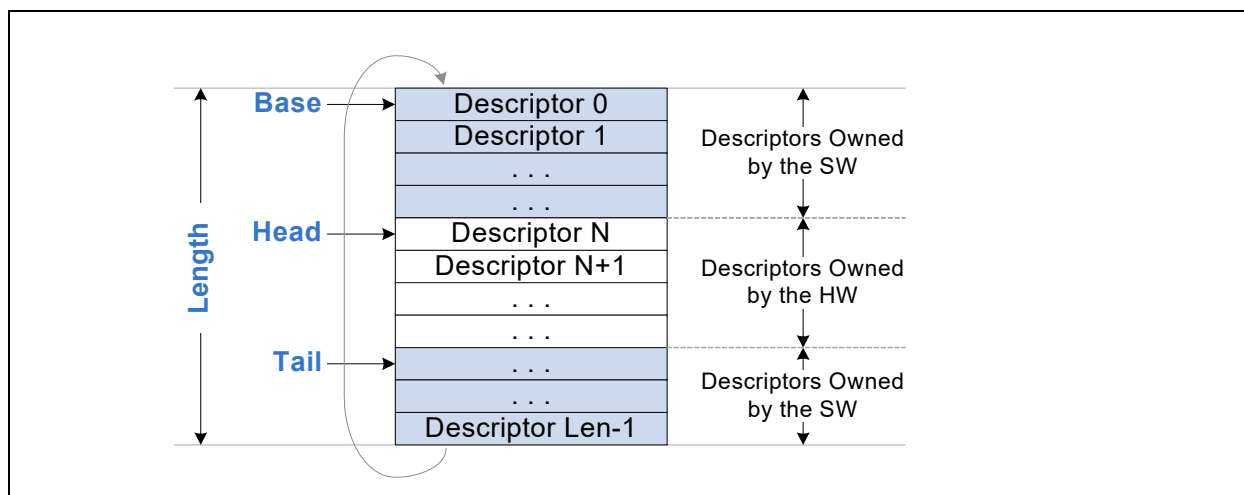 Base
Descriptor 0
Descriptor 1
. . .
. . .
Descriptors Owned
by the SW
Length
Head
Descriptor N
Descriptor N+1
. . .
. . .
Descriptors Owned
by the HW
Tail
. . .
. . .
Descriptor Len-1
Descriptors Owned
by the SW